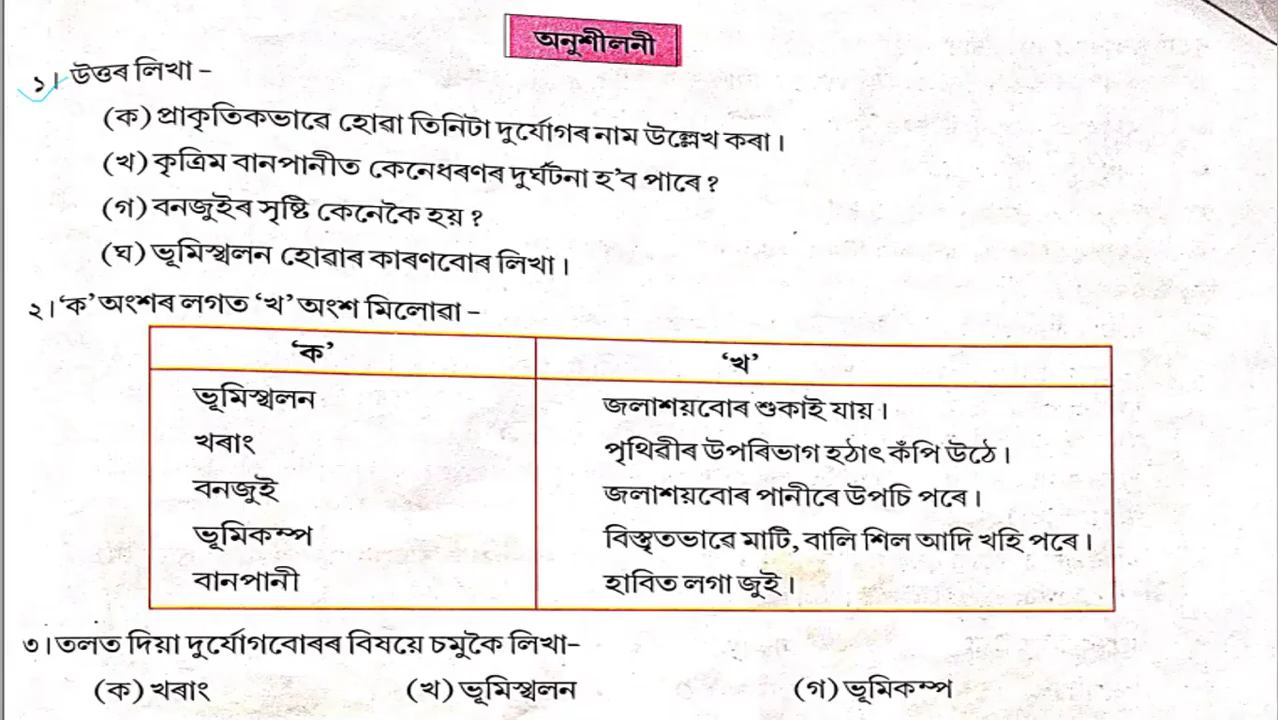 অনুশীলনী
১। উত্তৰ লিখা –
(ক) প্ৰাকৃতিকভাৱে হোৱা তিনিটা দুৰ্যোগৰ নাম উল্লেখ কৰা।
(খ) কৃত্ৰিম বানপানীত কেনেধৰণৰ দুৰ্ঘটনা হ’ব পাৰে?
(গ) বনজুইৰ সৃষ্টি কেনেকৈ হয়?
(ঘ) ভূমিস্খলন হোৱাৰ কাৰণবোৰ লিখা।
২। ‘ক’ অংশৰ লগত ‘খ’ অংশ মিলোৱা –
‘ক’ ‘খ’
ভূমিস্খলন জলাশয়বোৰ শুকাই যায়।
খৰাং পৃথিৱীৰ উপৰিভাগ হঠাৎ কঁপি উঠে।
বনজুই জলাশয়বোৰ পানীৰে উপচি পৰে।
ভূমিকম্প বিস্তৃতভাৱে মাটি, বালি শিল আদি খহি পৰে।
বানপানী হাবিত লগা জুই।
৩। তলত দিয়া দুৰ্যোগবোৰৰ বিষয়ে চমুকৈ লিখা–
(ক) খৰাং (খ) ভূমিস্খলন (গ) ভূমিকম্প